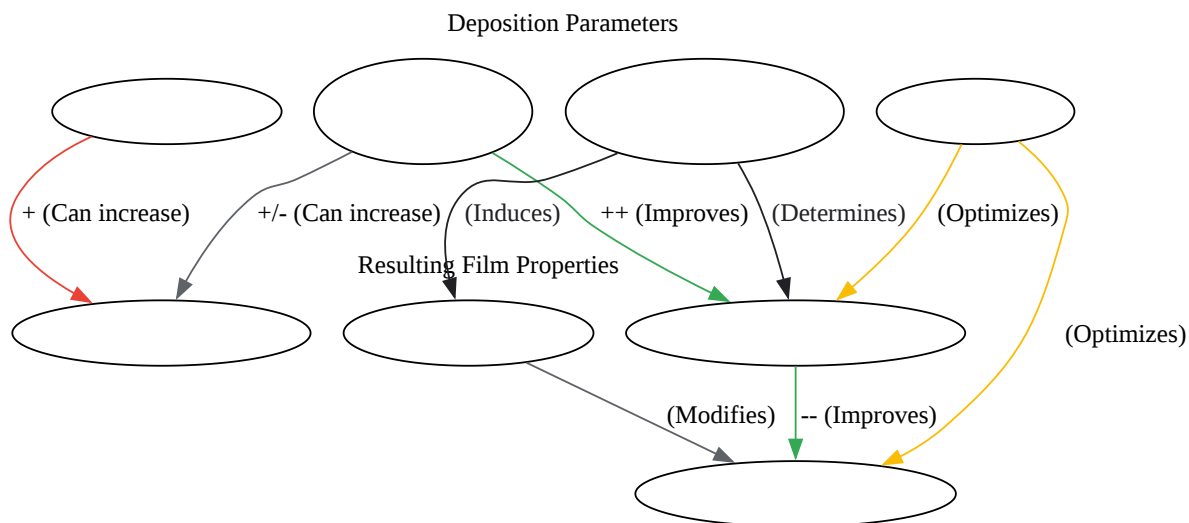 Deposition Parameters
+ (Can increase)
+/- (Can increase)
(Induces)
++ (Improves)
(Determines)
(Optimizes)
Resulting Film Properties
(Optimizes)
(Modifies)
-- (Improves)